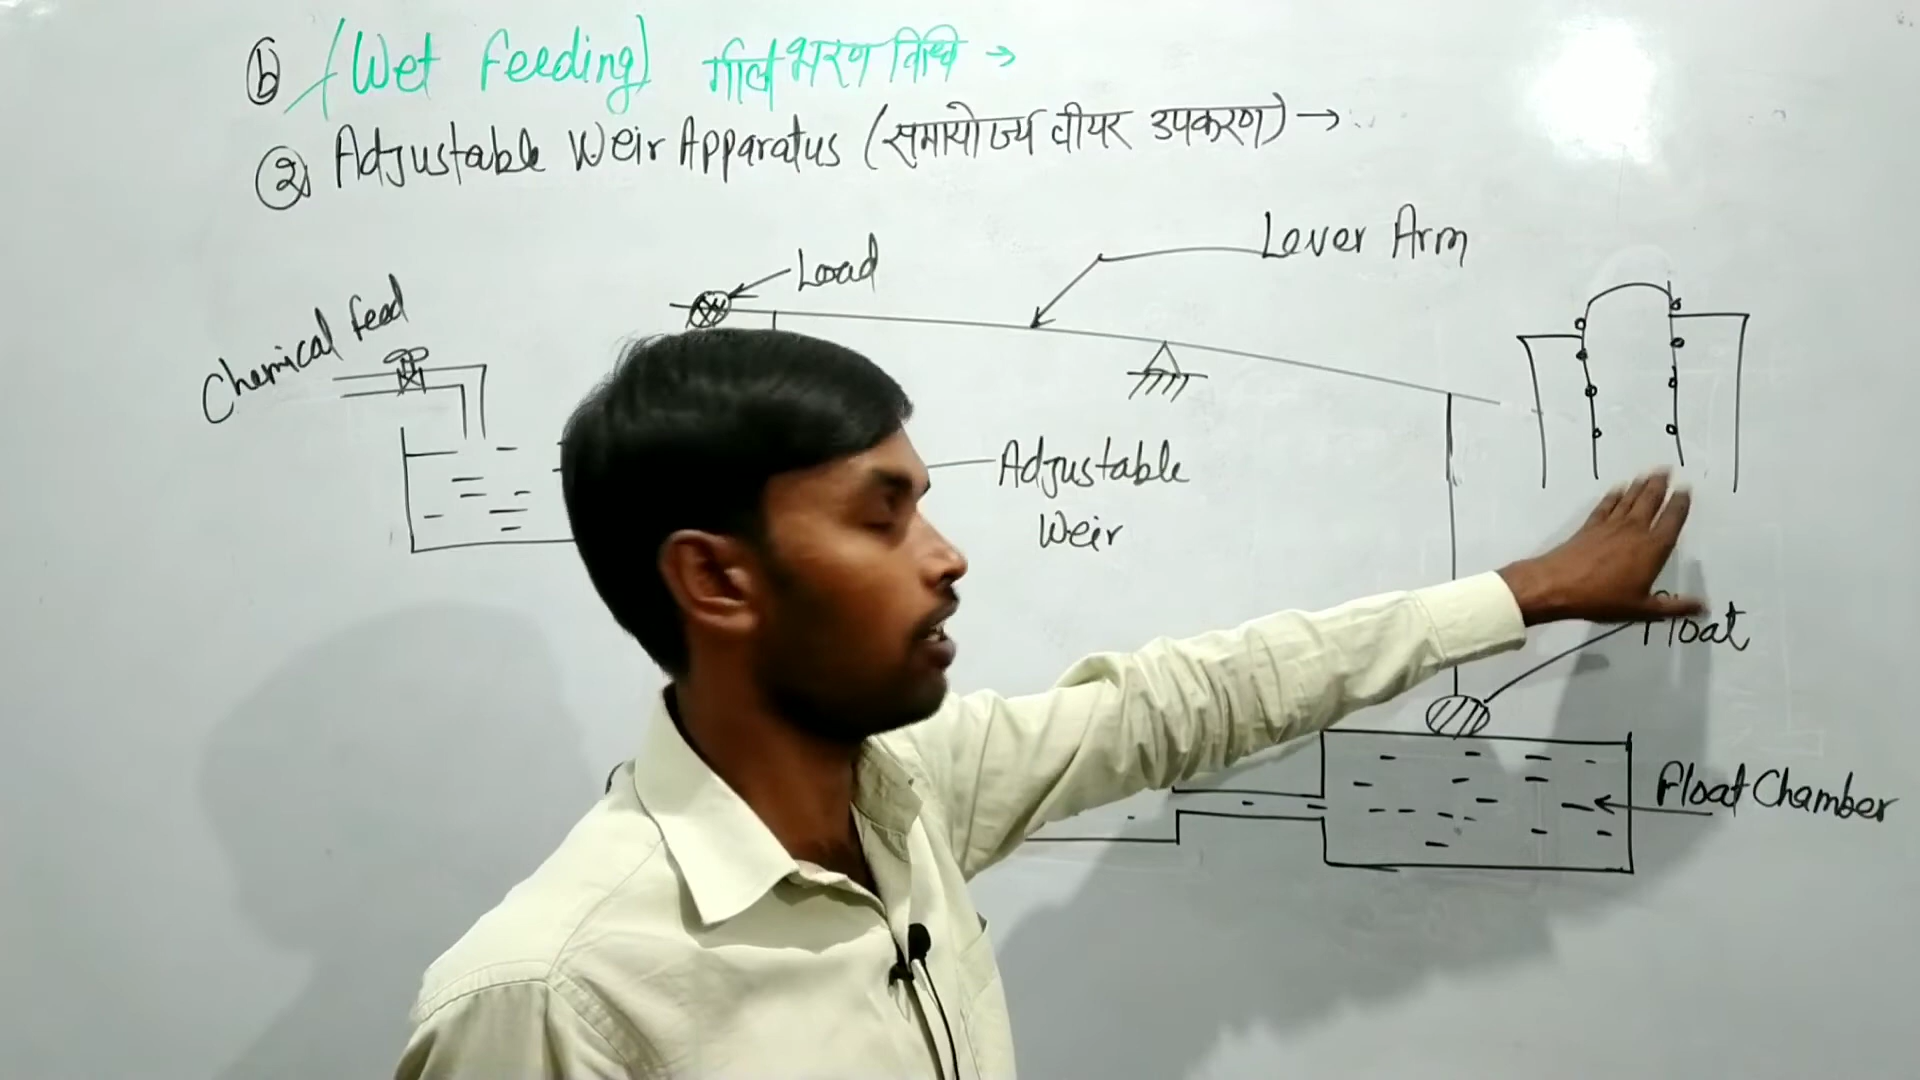 ⓑ (Wet Feeding) गीली भरण विधि →
② Adjustable Weir Apparatus (समायोज्य वीयर उपकरण) →
Load
Lever Arm
Chemical feed
Adjustable
Weir
Float
Float Chamber